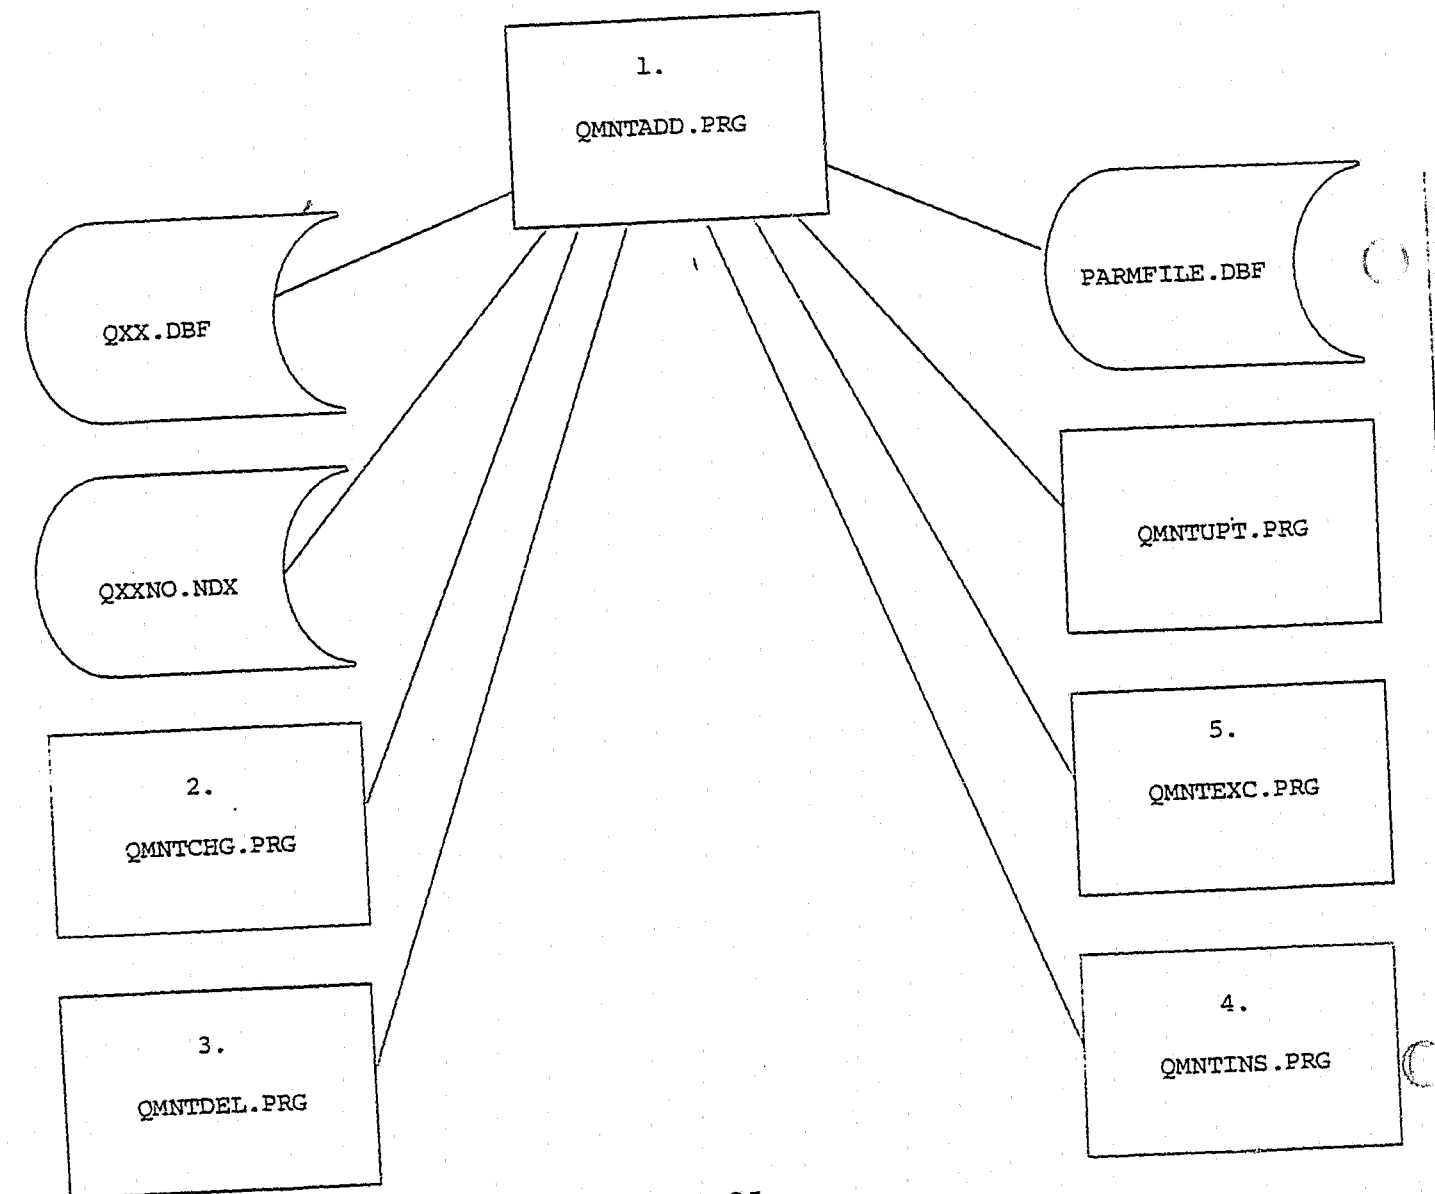 1.
QMNTADD.PRG
QXX.DBF
PARMFILE.DBF
QXXNO.NDX
QMNTUPT.PRG
2.
QMNTCHG.PRG
5.
QMNTEXC.PRG
3.
QMNTDEL.PRG
4.
QMNTINS.PRG